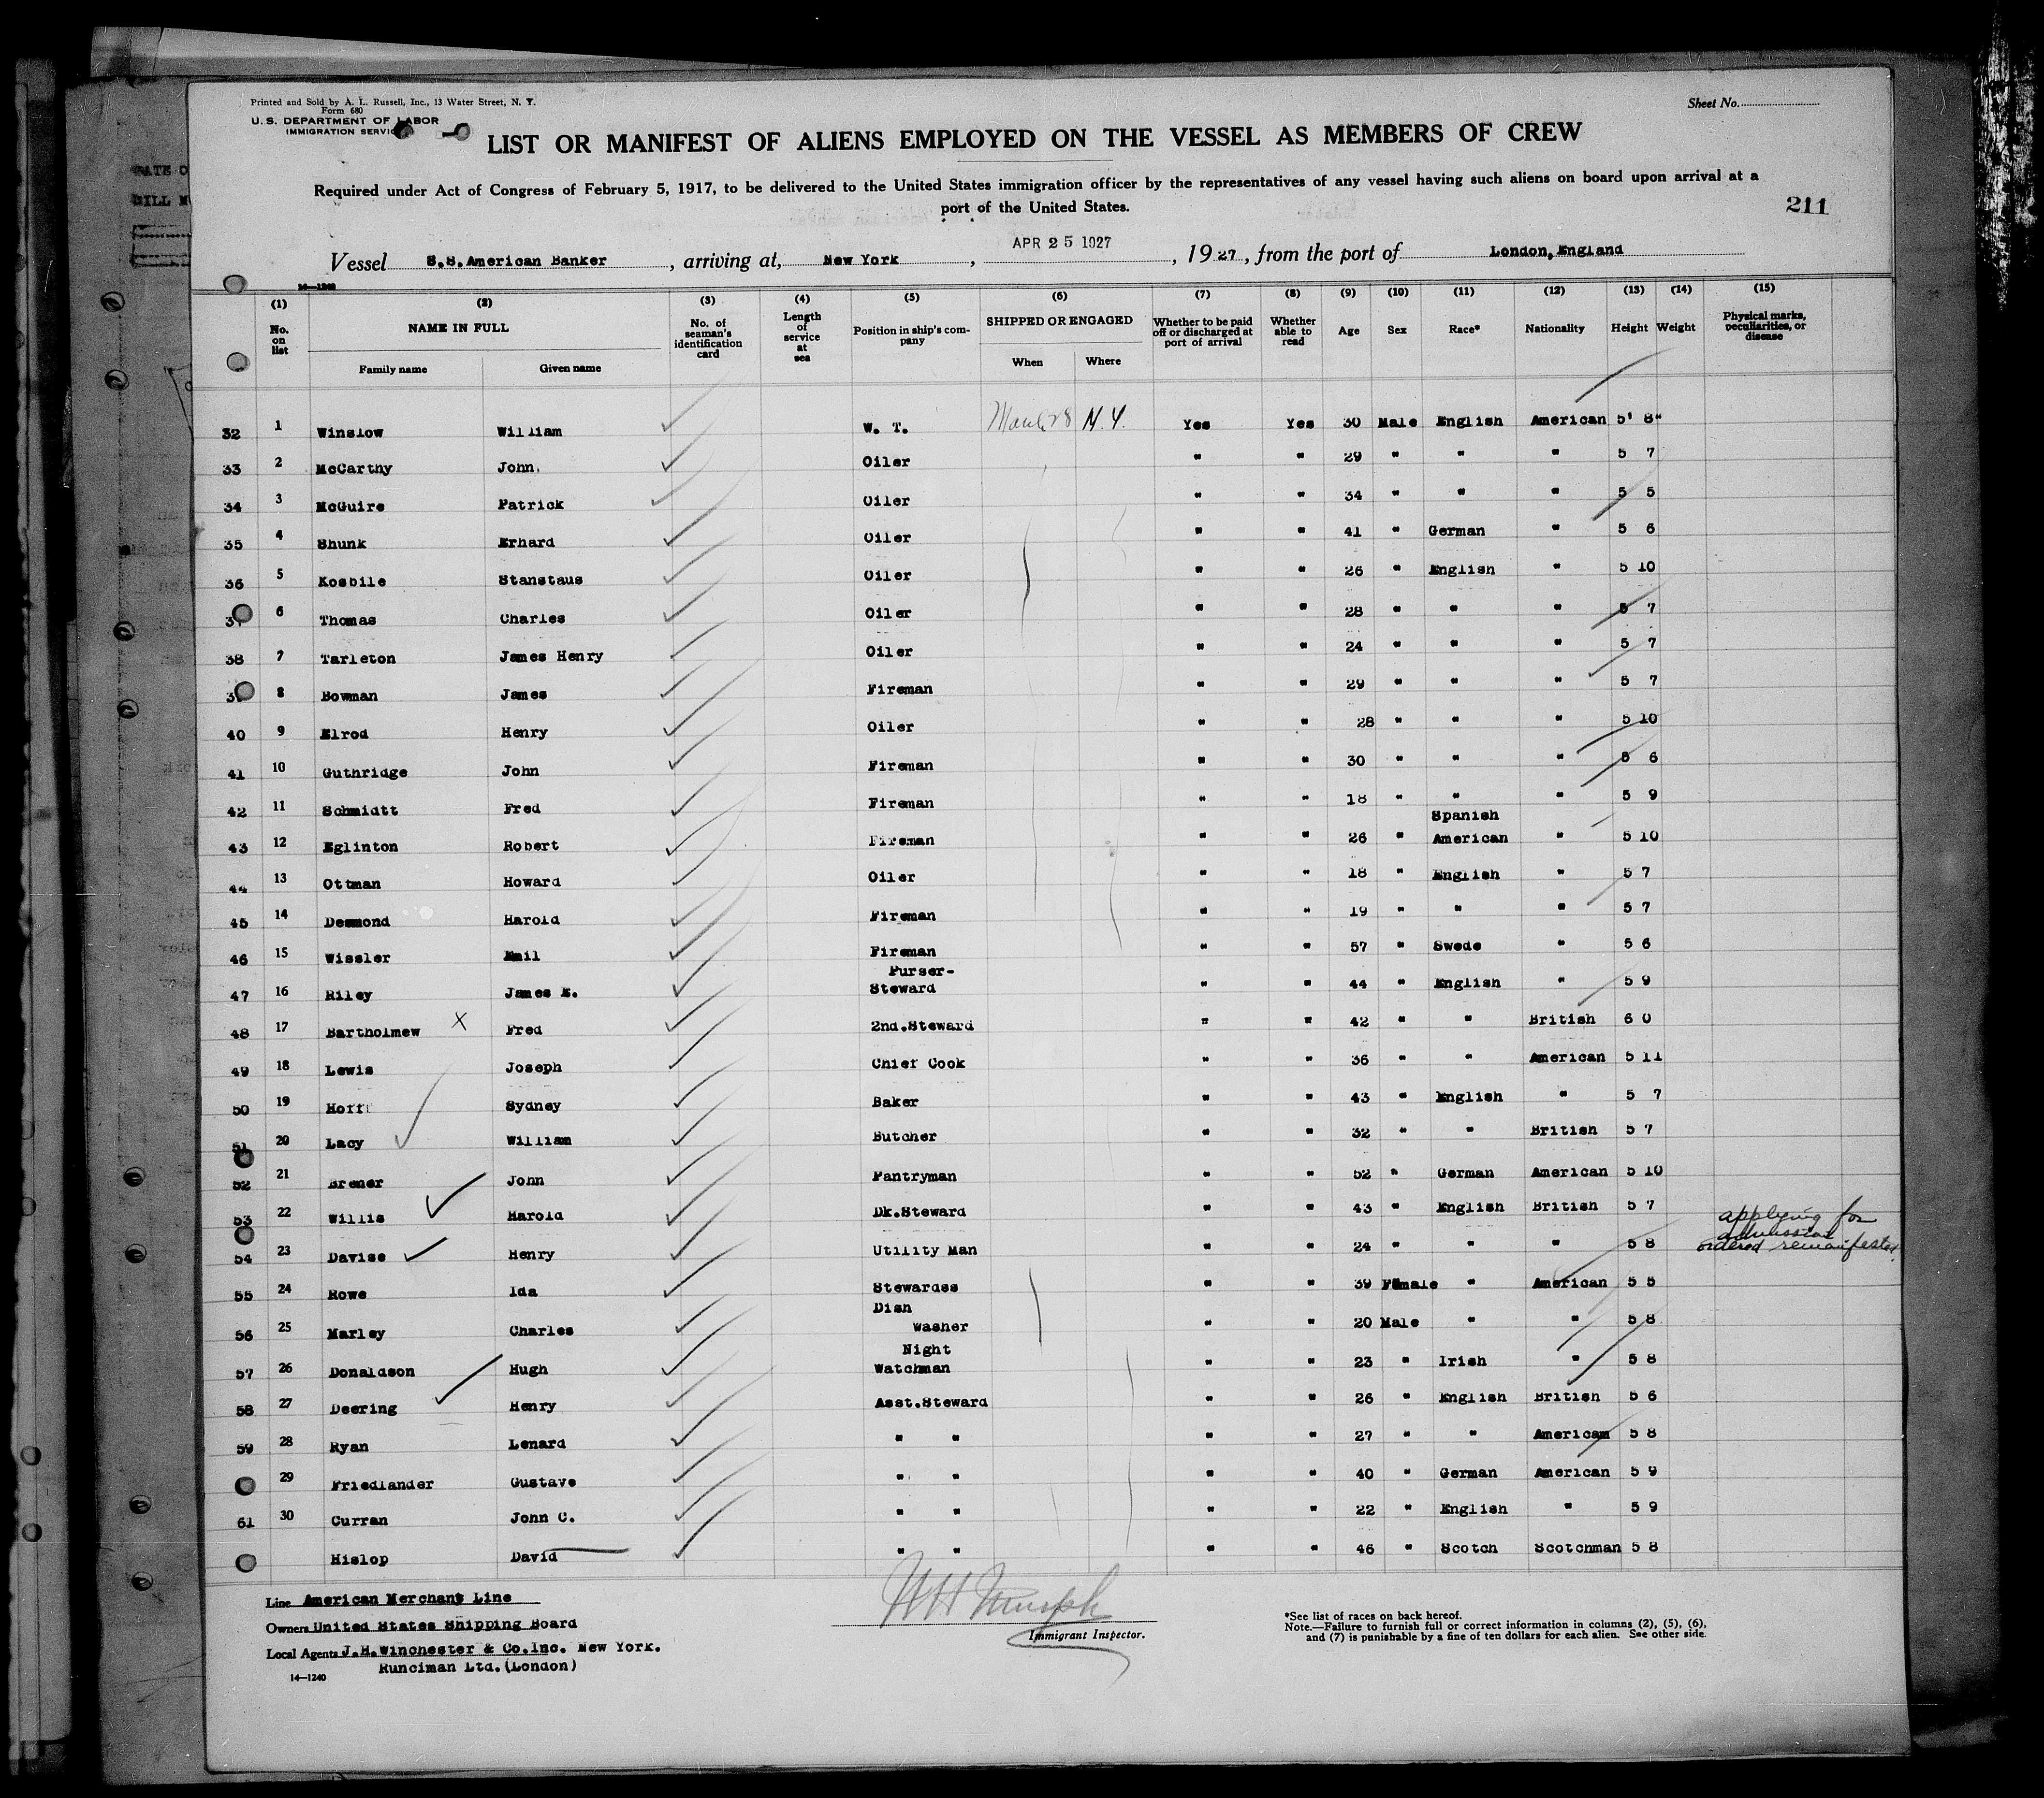 Printed and Sold by A. L. Russell, Inc., 13 Water Street, N. Y.
Form 680
U. S. DEPARTMENT OF LABOR
IMMIGRATION SERVICE
Sheet No.
LIST OR MANIFEST OF ALIENS EMPLOYED ON THE VESSEL AS MEMBERS OF CREW
Required under Act of Congress of February 5, 1917, to be delivered to the United States immigration officer by the representatives of any vessel having such aliens on board upon arrival at a
port of the United States.
211
Vessel S.S.American Banker, arriving at, New York, APR 25 1927, 1927, from the port of London,England
(1) (2) (3) (4) (5) (6) (7) (8) (9) (10) (11) (12) (13) (14) (15)
No. on list NAME IN FULL Family name Given name No. of seaman's identification card Length of service at sea Position in ship's company SHIPPED OR ENGAGED When Where Whether to be paid off or discharged at port of arrival Whether able to read Age Sex Race* Nationality Height Weight Physical marks, peculiarities, or disease
32 1 Winslow William W. T. N.Y. Yes Yes 30 Male English American 5' 8"
33 2 McCarthy John. Oiler " " 29 " " " 5 7
34 3 McGuire Patrick Oiler " " 34 " " " 5 5
35 4 Shunk Erhard Oiler " " 41 " German " 5 6
36 5 Kosbile Stanstaus Oiler " " 26 " English " 5 10
37 6 Thomas Charles Oiler " " 28 " " " 5 7
38 7 Tarleton James Henry Oiler " " 24 " " " 5 7
39 8 Bowman James Fireman " " 29 " " " 5 7
40 9 Elrod Henry Oiler " " 28 " " " 5 10
41 10 Guthridge John Fireman " " 30 " " " 5 6
42 11 Schmidtt Fred Fireman " " 18 " " " 5 9
43 12 Eglinton Robert Fireman " " 26 " Spanish American " 5 10
44 13 Ottman Howard Oiler " " 18 " English " 5 7
45 14 Desmond Harold Fireman " " 19 " " " 5 7
46 15 Wissler Emil Fireman " " 57 " Swede " 5 6
47 16 Riley James E. Purser-Steward " " 44 " English " 5 9
48 17 Bartholmew X Fred 2nd.Steward " " 42 " " British 6 0
49 18 Lewis Joseph Chief Cook " " 36 " " American 5 11
50 19 Hoff Sydney Baker " " 43 " English " 5 7
51 20 Lacy William Butcher " " 32 " " British 5 7
52 21 Brener John Pantryman " " 52 " German American 5 10
53 22 Willis Harold Dk.Steward " " 43 " English British 5 7
54 23 Davise Henry Utility Man " " 24 " " " 5 8 applying for admission ordered remanifested
55 24 Rowe Ida Stewardess " " 39 Female " American 5 5
56 25 Marley Charles Dish Washer " " 20 Male " " 5 8
57 26 Donaldson Hugh Night Watchman " " 23 " Irish " 5 8
58 27 Deering Henry Asst.Steward " " 26 " English British 5 6
59 28 Ryan Lenard " " " " 27 " " American 5 8
29 Friedlander Gustave " " " " 40 " German American 5 9
61 30 Curran John C. " " " " 22 " English " 5 9
Hislop David " " " " 46 " Scotch Scotchman 5 8
Line American Merchant Line
Owners United States Shipping Board
Local Agents J.H.Winchester & Co.Inc. New York.
Runciman Ltd.(London)
14—1240
Immigrant Inspector.
*See list of races on back hereof.
Note.—Failure to furnish full or correct information in columns (2), (5), (6),
and (7) is punishable by a fine of ten dollars for each alien. See other side.